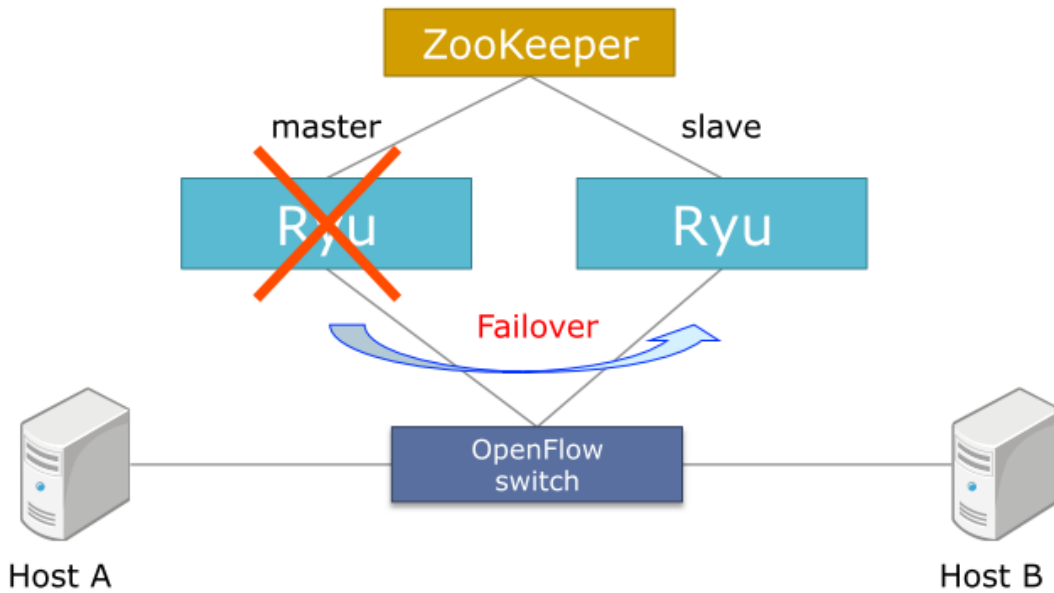 ZooKeeper
master
slave
Ryu
Ryu
Failover
OpenFlow
switch
Host A
Host B